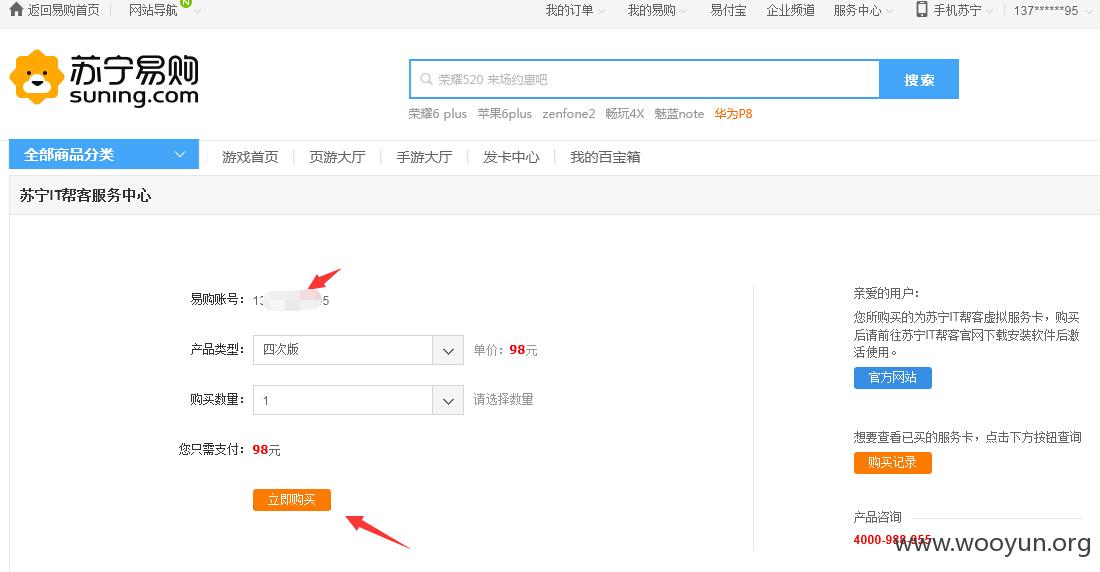 返回易购首页 网站导航 N 我的订单 我的易购 易付宝 企业频道 服务中心 手机苏宁 137******95
苏宁易购
suning.com
荣耀520 来场约惠吧
搜索
荣耀6 plus 苹果6plus zenfone2 畅玩4X 魅蓝note 华为P8
全部商品分类 游戏首页 页游大厅 手游大厅 发卡中心 我的百宝箱
苏宁IT帮客服务中心
易购账号：
产品类型： 四次版 单价：98元
购买数量： 1 请选择数量
您只需支付： 98元
立即购买
亲爱的用户：
您所购买的为苏宁IT帮客虚拟服务卡，购买
后请前往苏宁IT帮客官网下载安装软件后激
活使用。
官方网站
想要查看已买的服务卡，点击下方按钮查询
购买记录
产品咨询
4000-988-955
www.wooyun.org